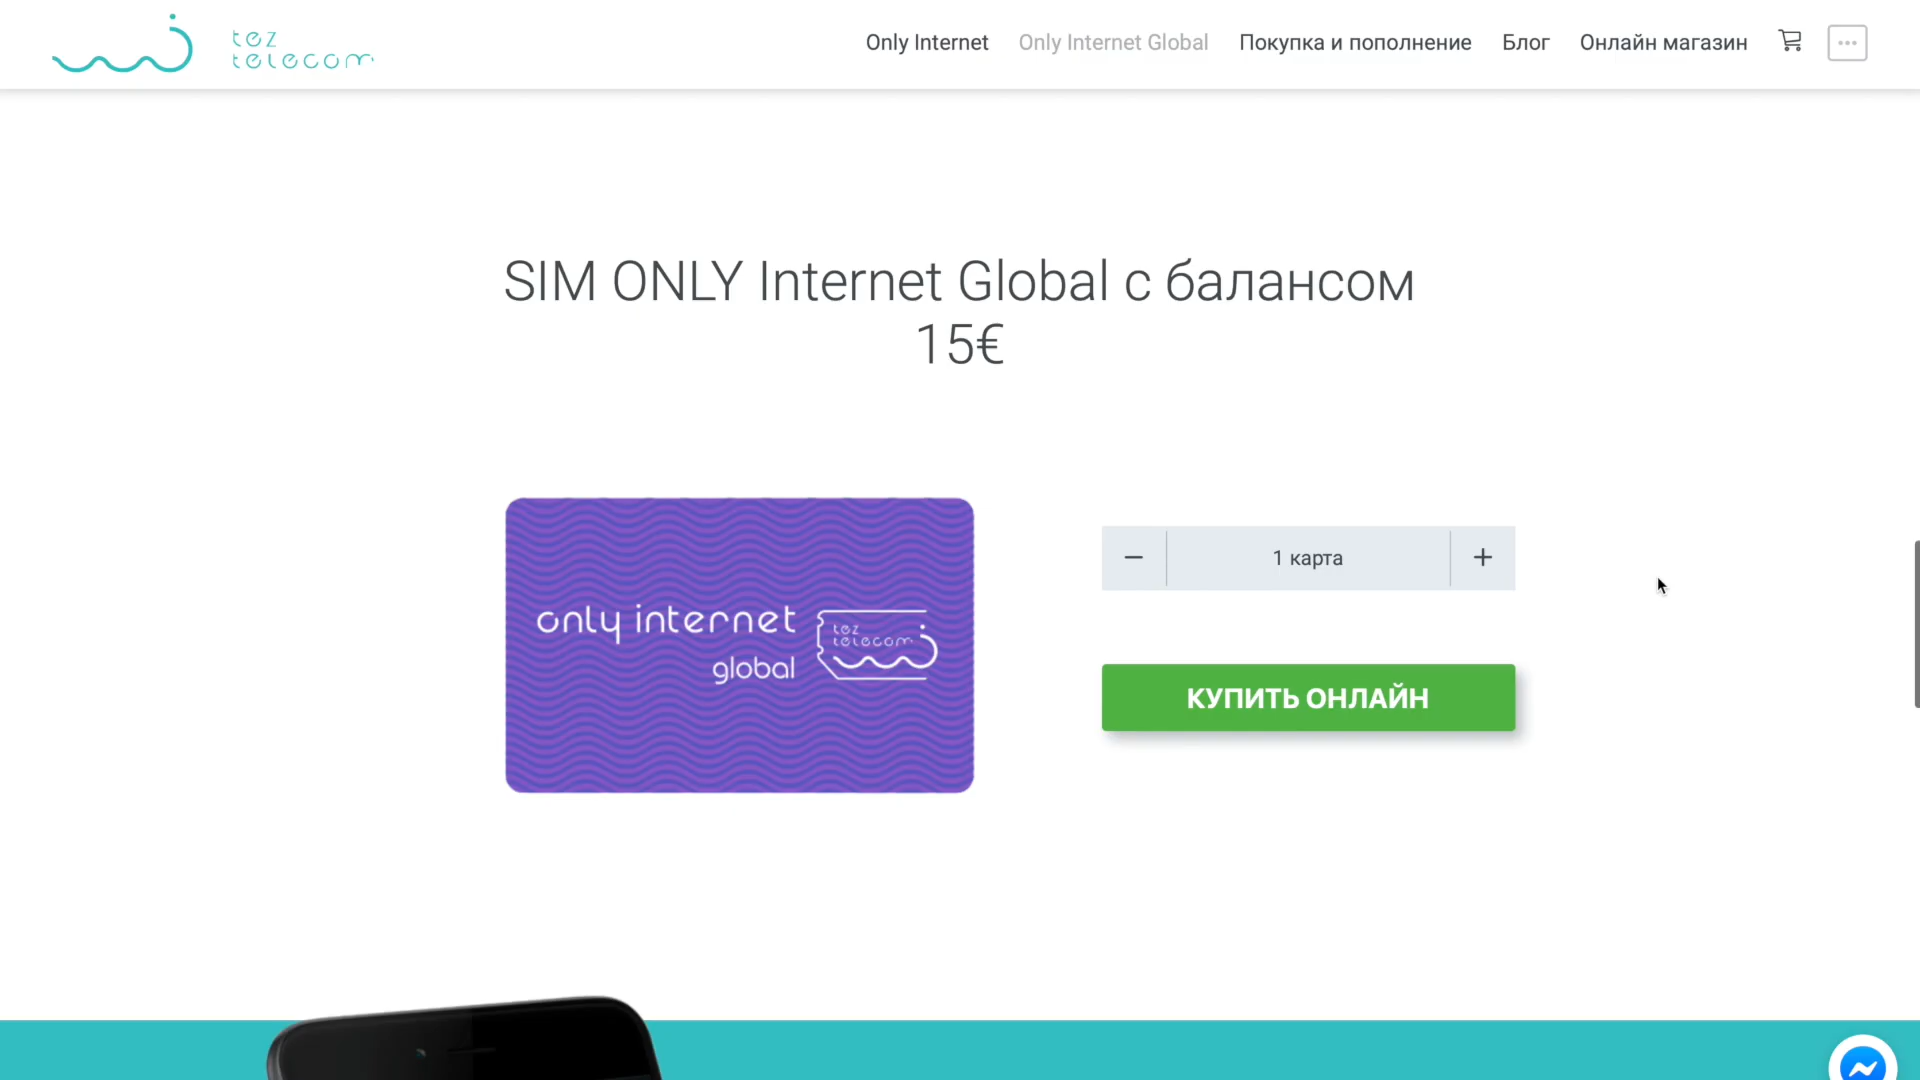 tez
telecom
Only Internet
Only Internet Global
Покупка и пополнение
Блог
Онлайн магазин
SIM ONLY Internet Global с балансом
15€
only internet
global
tez
telecom
1 карта
КУПИТЬ ОНЛАЙН